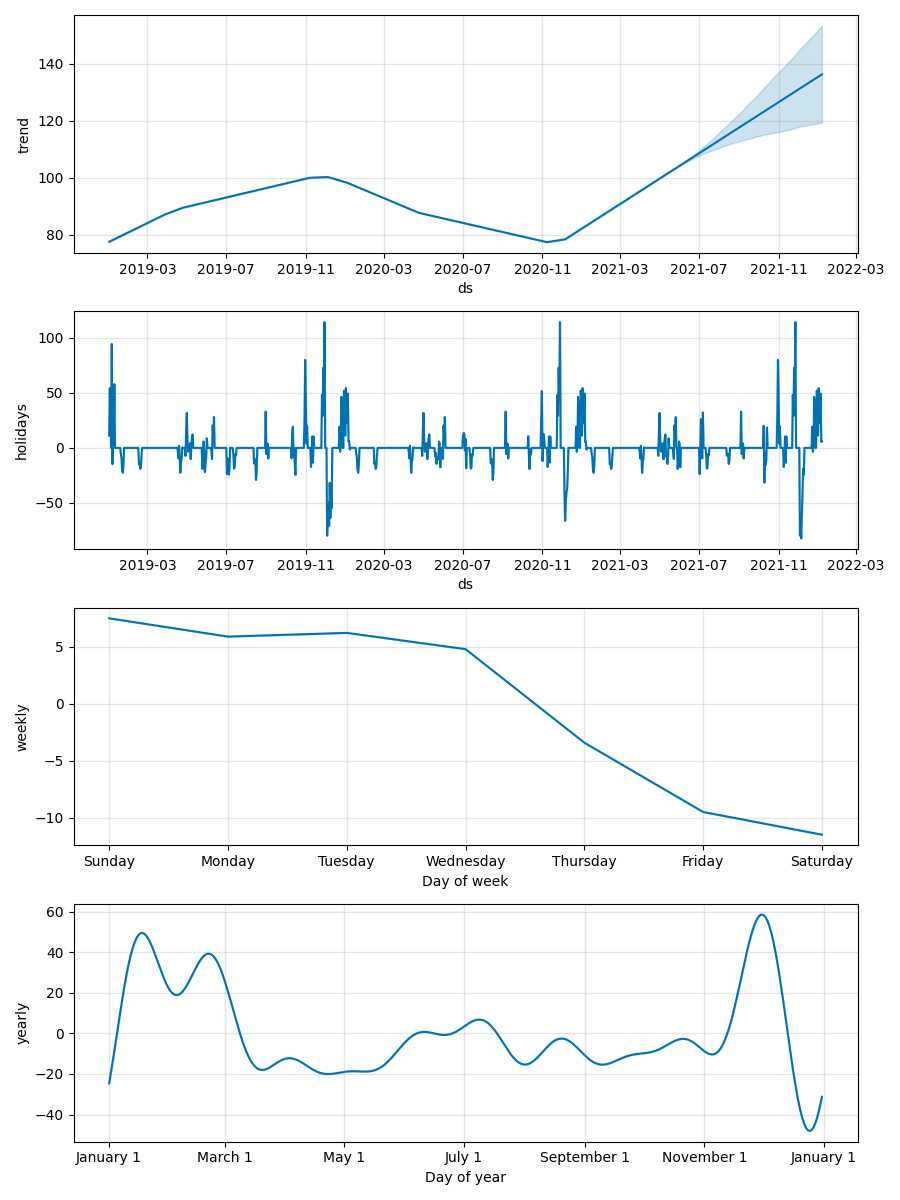 140
120
100
80
trend
2019-03 2019-07 2019-11 2020-03 2020-07 2020-11 2021-03 2021-07 2021-11 2022-03
ds
100
50
0
−50
holidays
2019-03 2019-07 2019-11 2020-03 2020-07 2020-11 2021-03 2021-07 2021-11 2022-03
ds
5
0
−5
−10
weekly
Sunday Monday Tuesday Wednesday Thursday Friday Saturday
Day of week
60
40
20
0
−20
−40
yearly
January 1 March 1 May 1 July 1 September 1 November 1 January 1
Day of year